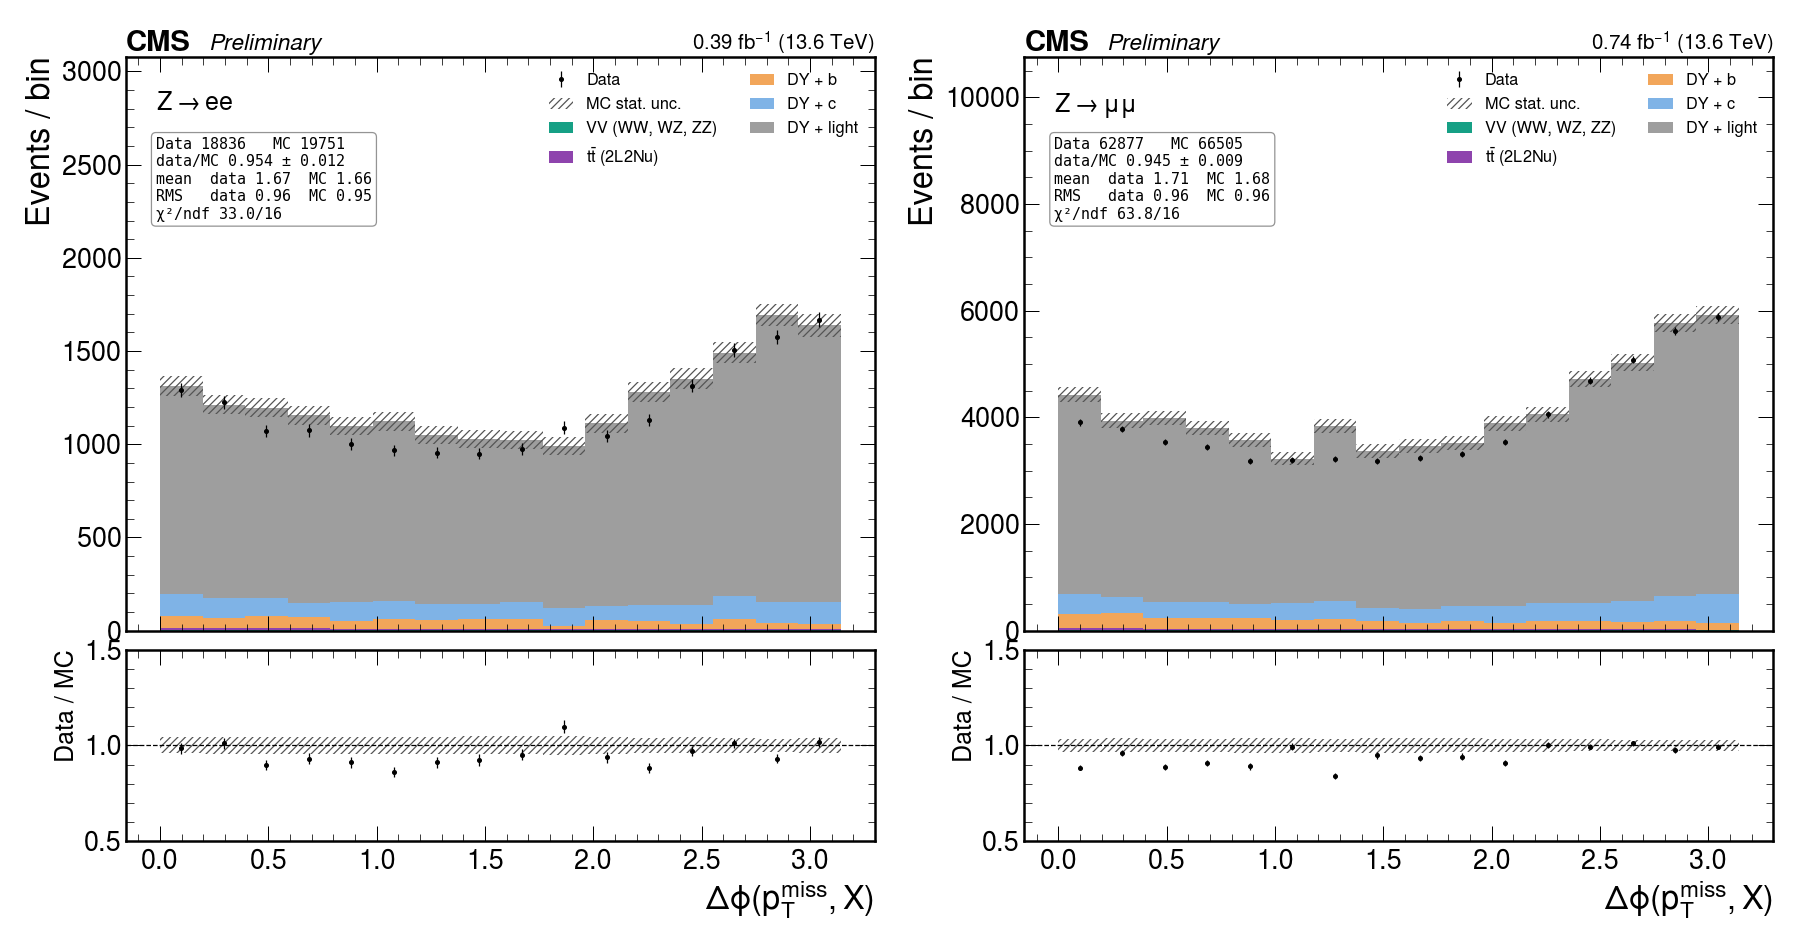 CMS Preliminary 0.39 fb⁻¹ (13.6 TeV)
Events / bin
3000
2500
2000
1500
1000
500
0
Z→ee
Data 18836   MC 19751
data/MC 0.954 ± 0.012
mean  data 1.67  MC 1.66
RMS   data 0.96  MC 0.95
χ²/ndf 33.0/16
Data
MC stat. unc.
VV (WW, WZ, ZZ)
tt̄ (2L2Nu)
DY + b
DY + c
DY + light
Data / MC
1.5
1.0
0.5
0.0 0.5 1.0 1.5 2.0 2.5 3.0
Δϕ(p_T^miss, X)
CMS Preliminary 0.74 fb⁻¹ (13.6 TeV)
Events / bin
10000
8000
6000
4000
2000
0
Z→μμ
Data 62877   MC 66505
data/MC 0.945 ± 0.009
mean  data 1.71  MC 1.68
RMS   data 0.96  MC 0.96
χ²/ndf 63.8/16
Data
MC stat. unc.
VV (WW, WZ, ZZ)
tt̄ (2L2Nu)
DY + b
DY + c
DY + light
Data / MC
1.5
1.0
0.5
0.0 0.5 1.0 1.5 2.0 2.5 3.0
Δϕ(p_T^miss, X)